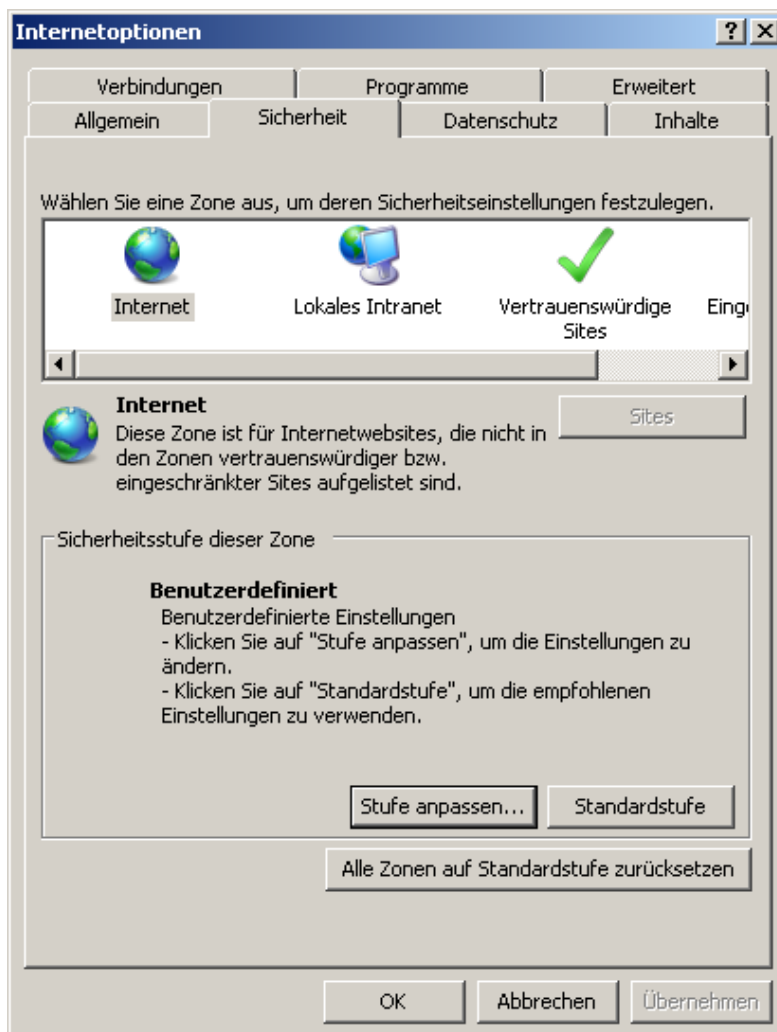 Internetoptionen
Verbindungen Programme Erweitert
Allgemein Sicherheit Datenschutz Inhalte
Wählen Sie eine Zone aus, um deren Sicherheitseinstellungen festzulegen.
Internet Lokales Intranet Vertrauenswürdige
Sites
Internet
Sites
Diese Zone ist für Internetwebsites, die nicht in
den Zonen vertrauenswürdiger bzw.
eingeschränkter Sites aufgelistet sind.
Sicherheitsstufe dieser Zone
Benutzerdefiniert
Benutzerdefinierte Einstellungen
- Klicken Sie auf "Stufe anpassen", um die Einstellungen zu
ändern.
- Klicken Sie auf "Standardstufe", um die empfohlenen
Einstellungen zu verwenden.
Stufe anpassen... Standardstufe
Alle Zonen auf Standardstufe zurücksetzen
OK Abbrechen Übernehmen